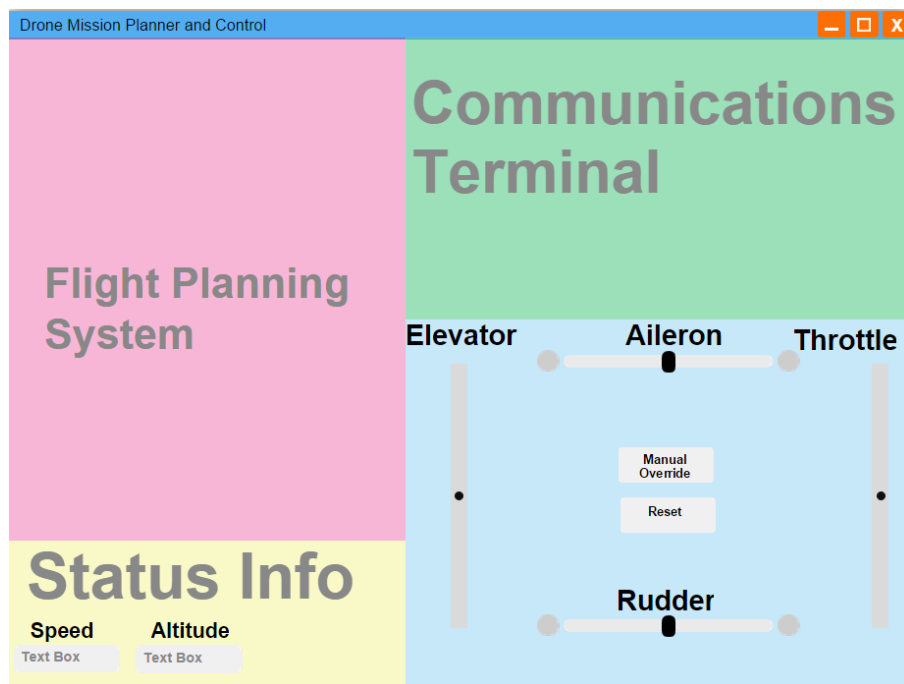 Drone Mission Planner and Control
X
Communications
Terminal
Flight Planning
System
Elevator
Aileron
Throttle
Manual
Override
Reset
Rudder
Status Info
Speed
Altitude
Text Box
Text Box